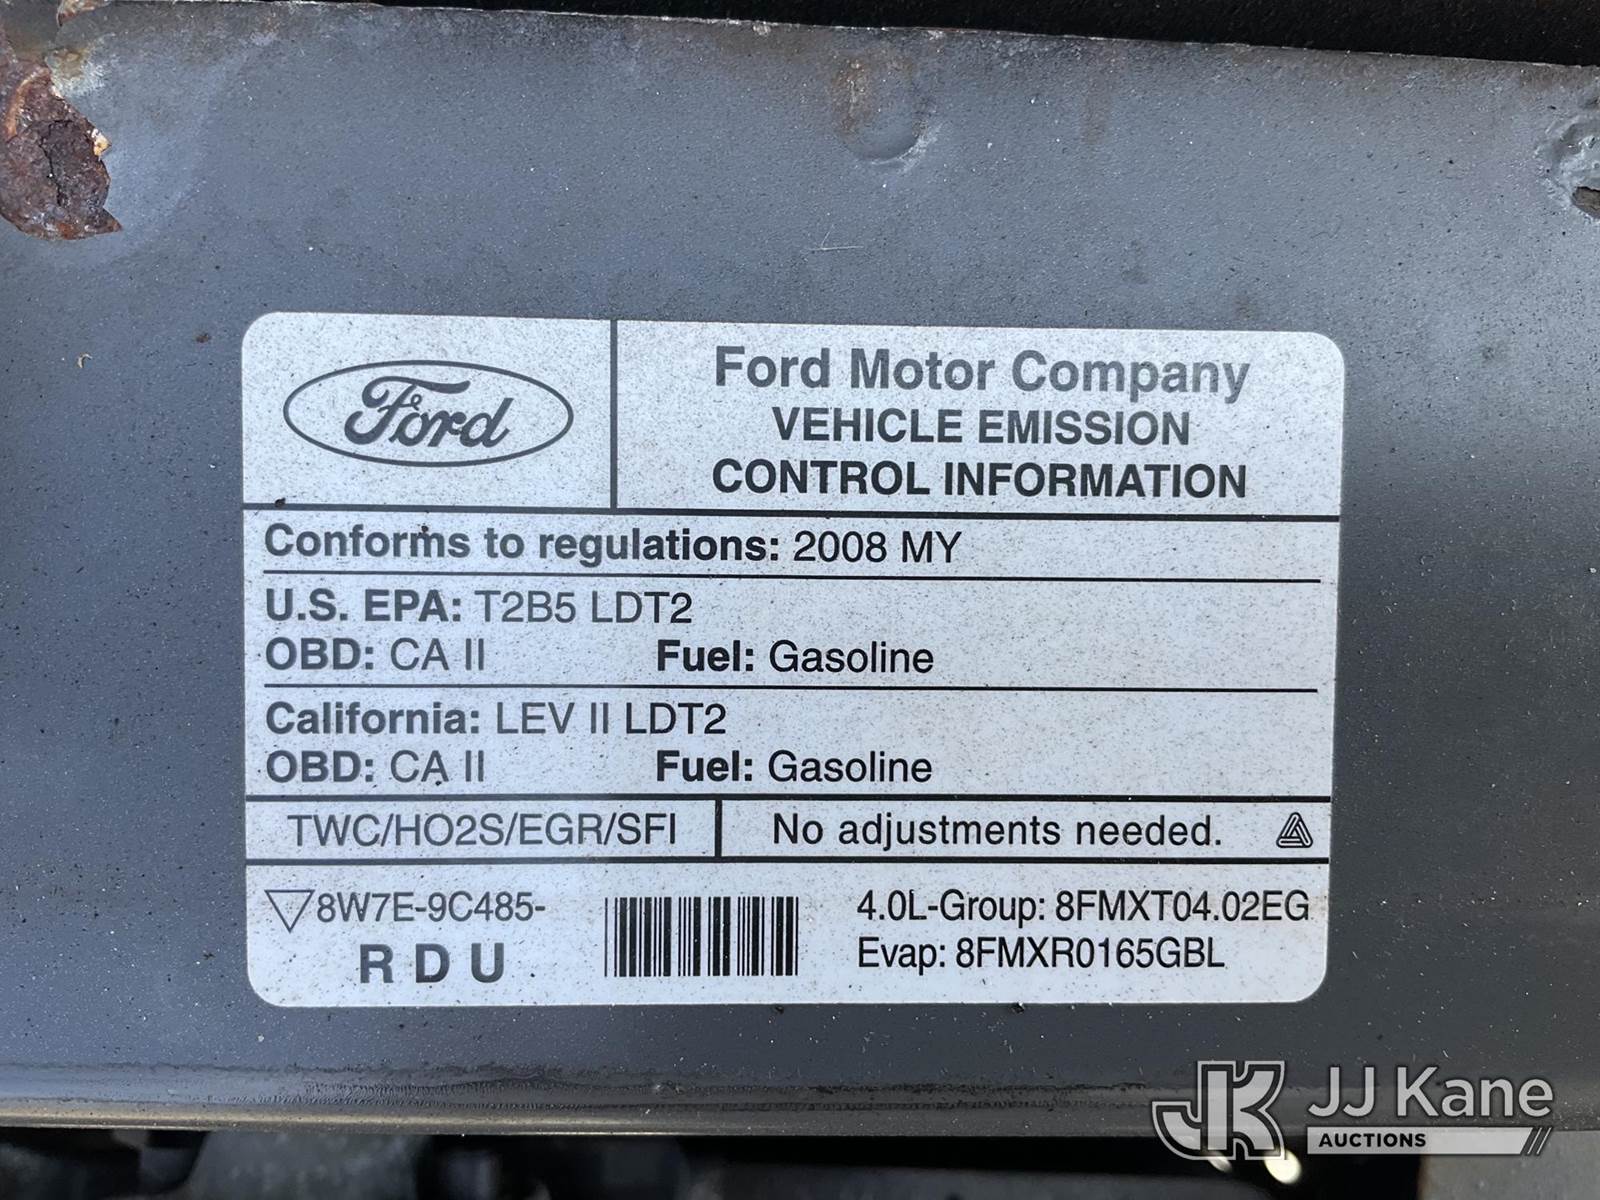 Ford
Ford Motor Company
VEHICLE EMISSION
CONTROL INFORMATION
Conforms to regulations: 2008 MY
U.S. EPA: T2B5 LDT2
OBD: CA II Fuel: Gasoline
California: LEV II LDT2
OBD: CA II Fuel: Gasoline
TWC/HO2S/EGR/SFI No adjustments needed.
8W7E-9C485-
R D U
4.0L-Group: 8FMXT04.02EG
Evap: 8FMXR0165GBL
JK JJ Kane
AUCTIONS